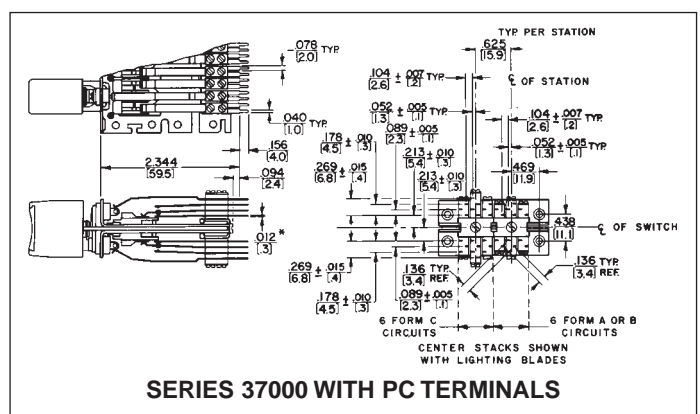 TYP. PER STATION
.625
[15.9]
.078 TYP.
[2.0]
.104 ± .007 TYP.
[2.6] [.2]
℄ OF STATION
.052 ± .005 TYP.
[1.3] [.1]
.104 ± .007 TYP.
[2.6] [.2]
.040 TYP.
[1.0]
.178 ± .010
[4.5] [.3]
.089 ± .005
[2.3] [.1]
.052 ± .005 TYP.
[1.3] [.1]
.156
[4.0]
.213 ± .010
[5.4] [.3]
.469
[11.9]
2.344
[59.5]
.094
[2.4]
.269 ± .015
[6.8] [.4]
.213 ± .010
[5.4] [.3]
.438
[11.1]
℄ OF SWITCH
.012 *
[.3]
.269 ± .015
[6.8] [.4]
.136 TYP.
[3.4] REF.
.136 TYP.
[3.4] REF.
.178 ± .010
[4.5] [.3]
.089 ± .005
[2.3] [.1]
6 FORM C
CIRCUITS
6 FORM A OR B
CIRCUITS
CENTER STACKS SHOWN
WITH LIGHTING BLADES
SERIES 37000 WITH PC TERMINALS